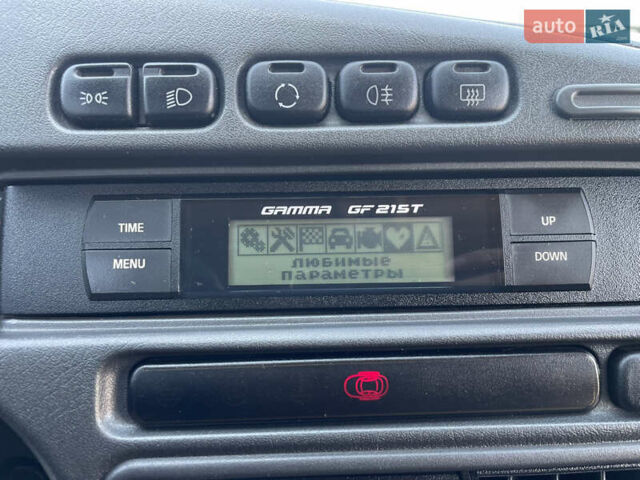 auto RIA
GAMMA GF 215T
TIME
UP
MENU
DOWN
любимые
параметры